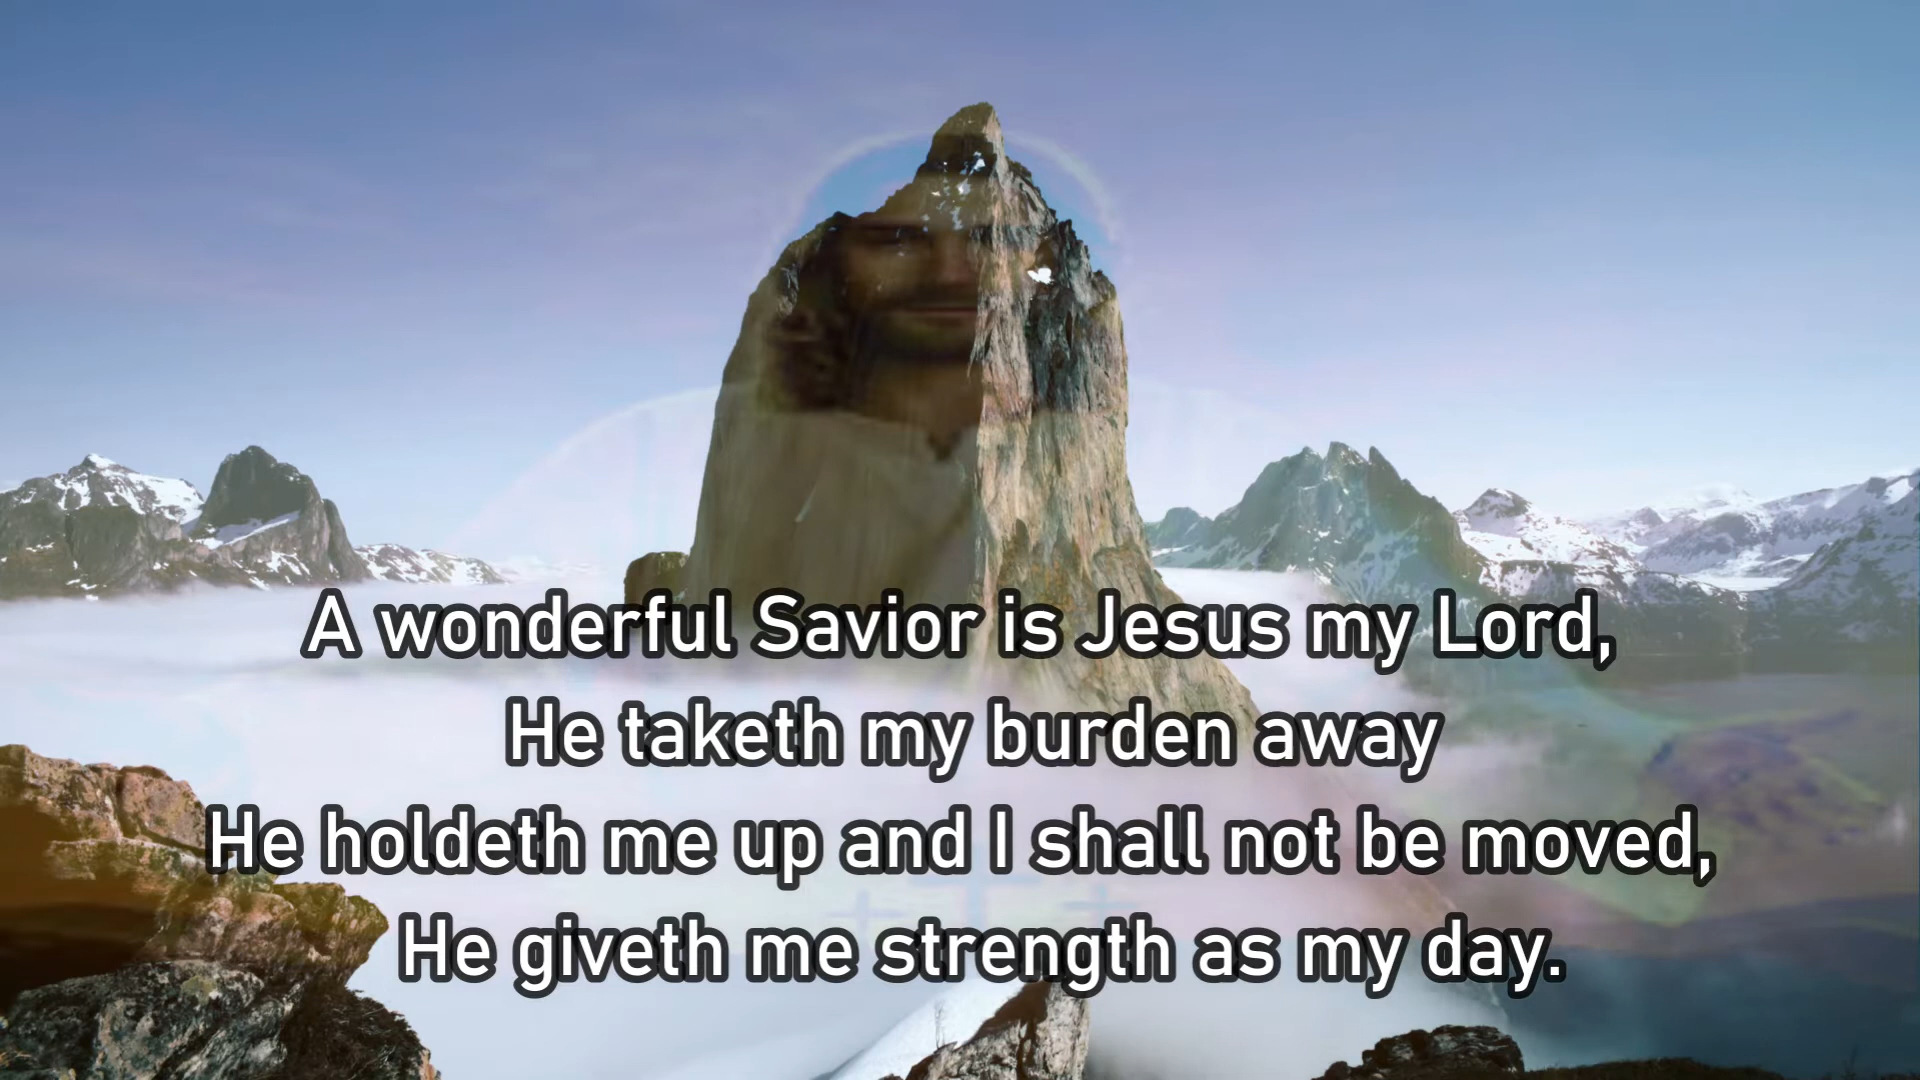 A wonderful Savior is Jesus my Lord,
He taketh my burden away
He holdeth me up and I shall not be moved,
He giveth me strength as my day.